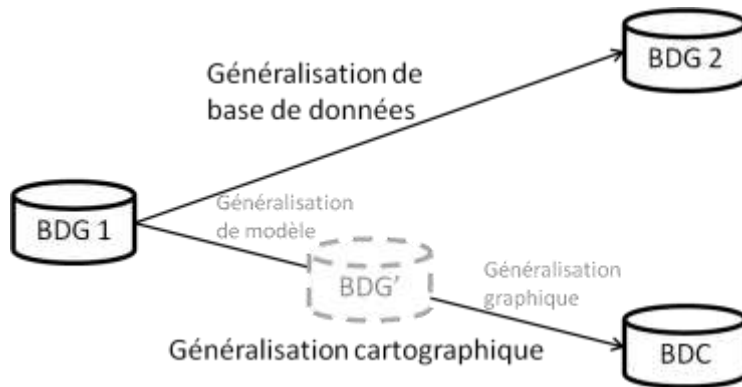 BDG 2
Généralisation de
base de données
BDG 1
Généralisation
de modèle
BDG’
Généralisation
graphique
Généralisation cartographique
BDC